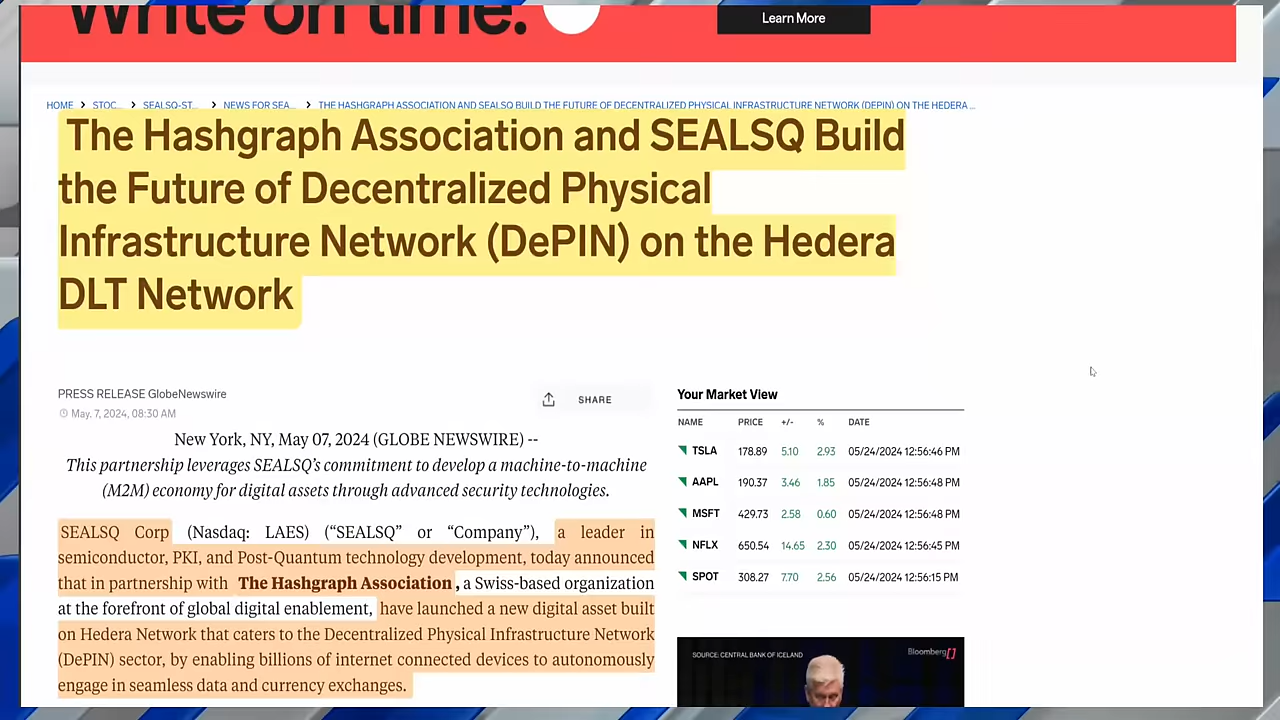 Write on time.
Learn More
HOME > STOC... > SEALSQ-ST... > NEWS FOR SEA... > THE HASHGRAPH ASSOCIATION AND SEALSQ BUILD THE FUTURE OF DECENTRALIZED PHYSICAL INFRASTRUCTURE NETWORK (DEPIN) ON THE HEDERA ...
The Hashgraph Association and SEALSQ Build
the Future of Decentralized Physical
Infrastructure Network (DePIN) on the Hedera
DLT Network
PRESS RELEASE GlobeNewswire
May. 7, 2024, 08:30 AM
SHARE
New York, NY, May 07, 2024 (GLOBE NEWSWIRE) --
This partnership leverages SEALSQ's commitment to develop a machine-to-machine
(M2M) economy for digital assets through advanced security technologies.
SEALSQ Corp (Nasdaq: LAES) (“SEALSQ” or “Company”), a leader in
semiconductor, PKI, and Post-Quantum technology development, today announced
that in partnership with The Hashgraph Association, a Swiss-based organization
at the forefront of global digital enablement, have launched a new digital asset built
on Hedera Network that caters to the Decentralized Physical Infrastructure Network
(DePIN) sector, by enabling billions of internet connected devices to autonomously
engage in seamless data and currency exchanges.
Your Market View
NAME PRICE +/- % DATE
TSLA 178.89 5.10 2.93 05/24/2024 12:56:46 PM
AAPL 190.37 3.46 1.85 05/24/2024 12:56:48 PM
MSFT 429.73 2.58 0.60 05/24/2024 12:56:48 PM
NFLX 650.54 14.65 2.30 05/24/2024 12:56:45 PM
SPOT 308.27 7.70 2.56 05/24/2024 12:56:15 PM
SOURCE: CENTRAL BANK OF ICELAND
Bloomberg